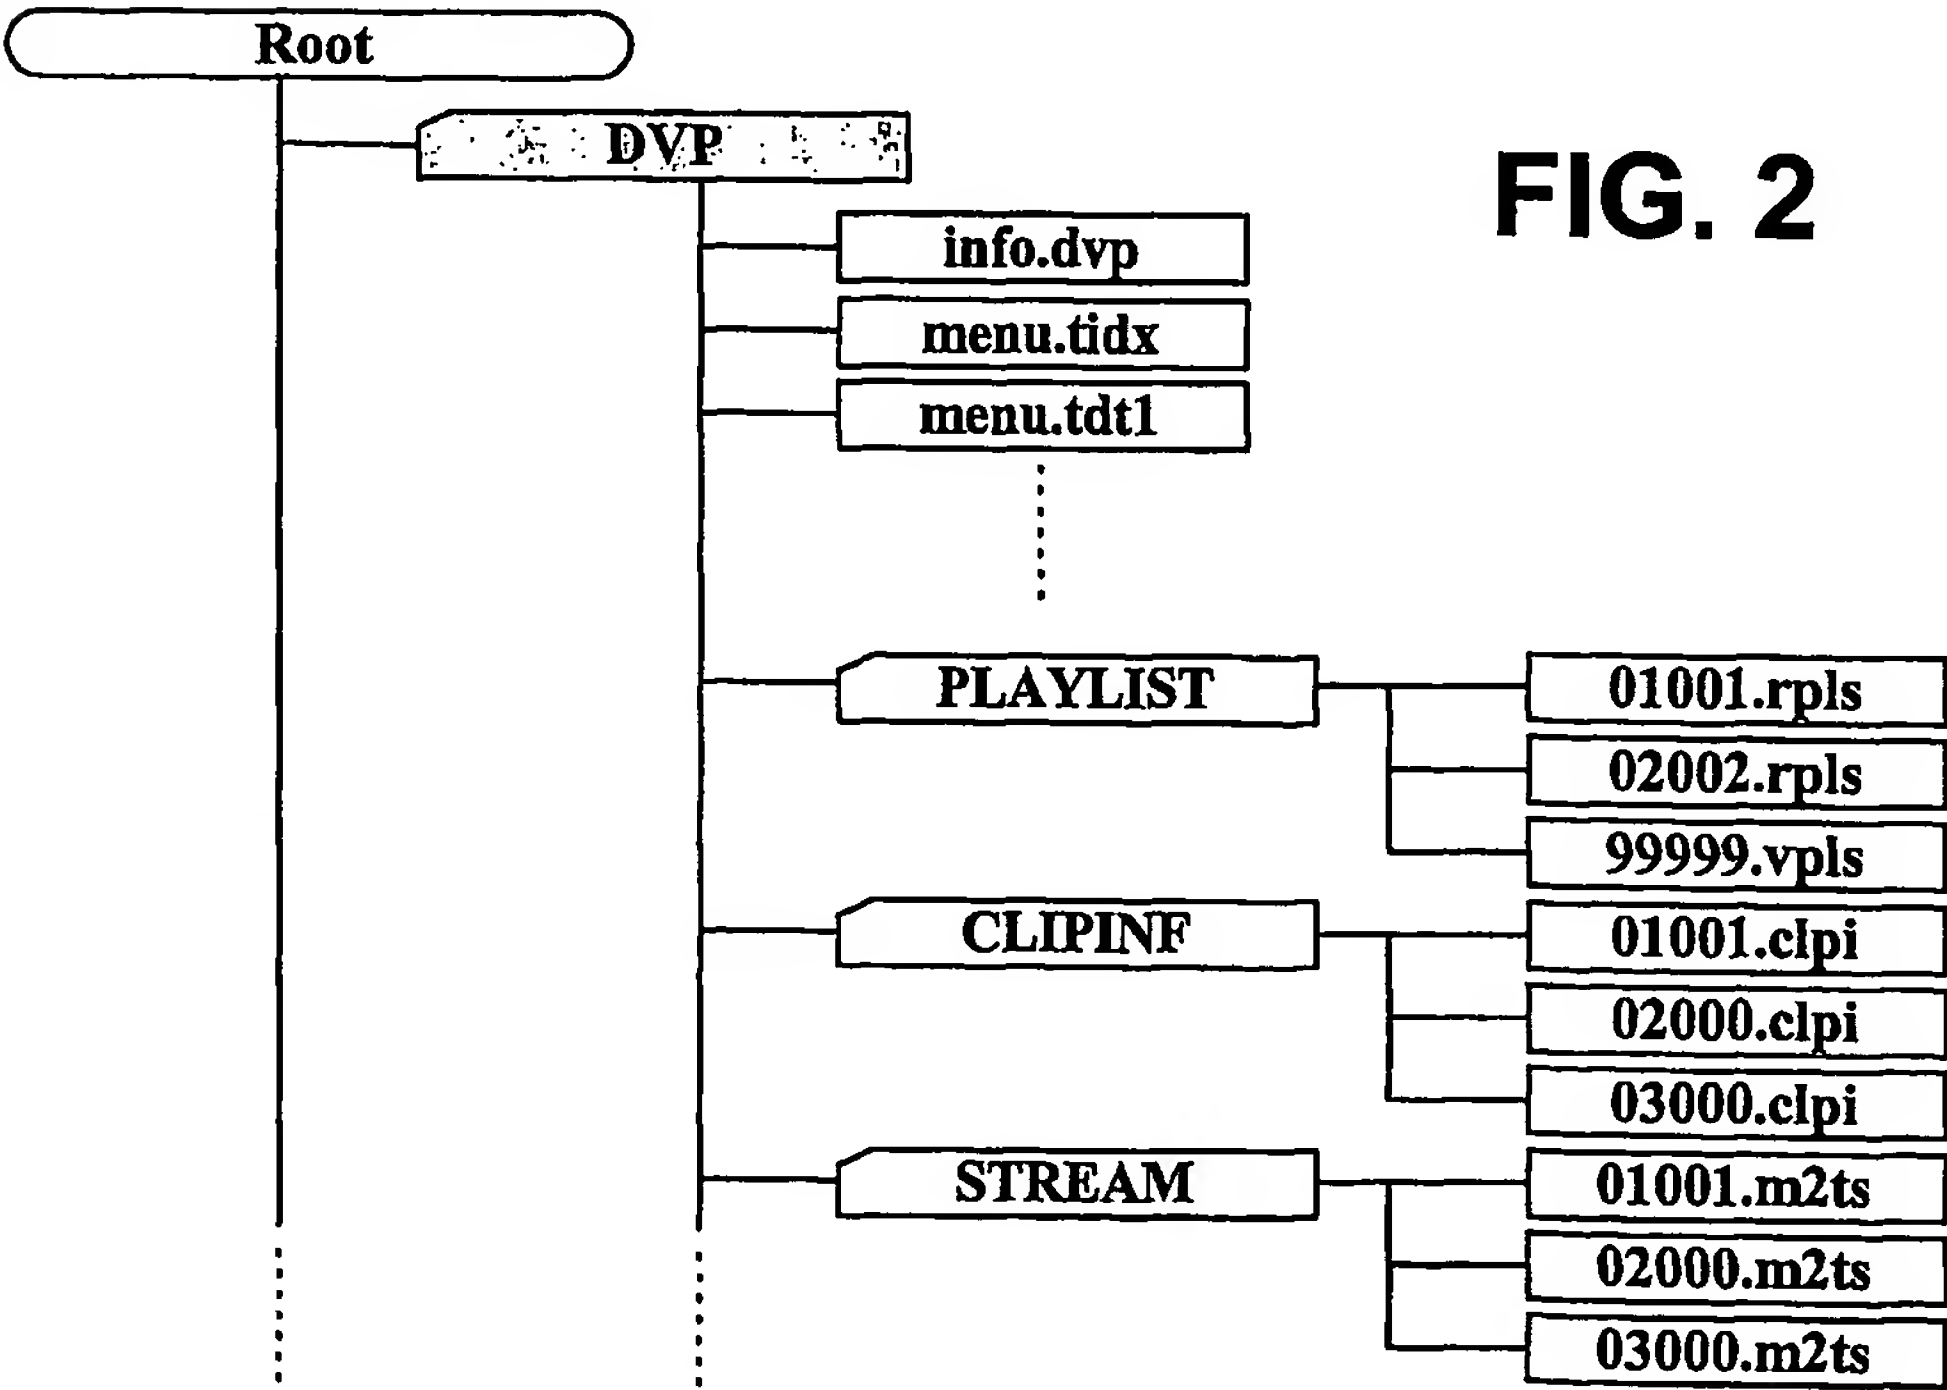 Root
DVP
FIG. 2
info.dvp
menu.tidx
menu.tdt1
PLAYLIST
01001.rpls
02002.rpls
99999.vpls
CLIPINF
01001.clpi
02000.clpi
03000.clpi
STREAM
01001.m2ts
02000.m2ts
03000.m2ts